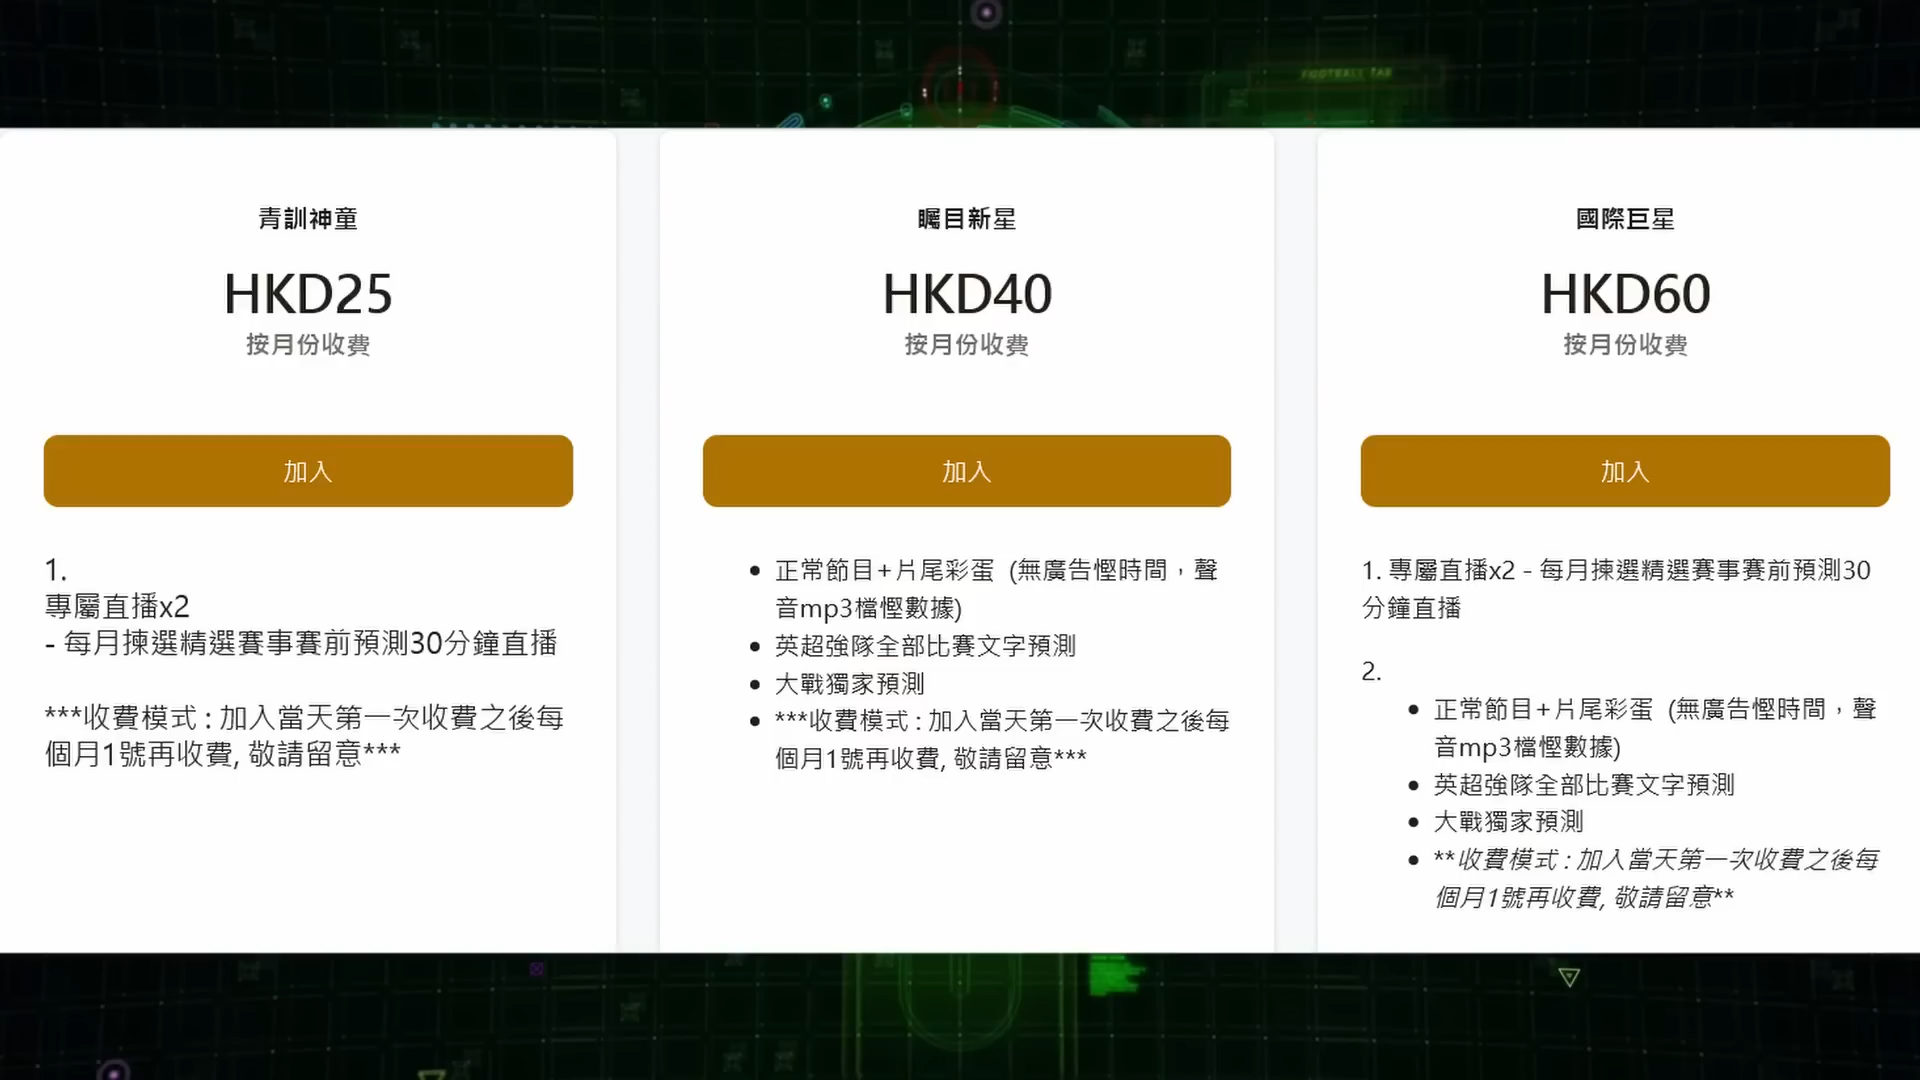 FOOTBALL TAB
青訓神童
HKD25
按月份收費
加入
1.
專屬直播x2
- 每月揀選精選賽事賽前預測30分鐘直播
***收費模式 : 加入當天第一次收費之後每
個月1號再收費, 敬請留意***
矚目新星
HKD40
按月份收費
加入
正常節目+片尾彩蛋 (無廣告慳時間，聲
音mp3檔慳數據)
英超強隊全部比賽文字預測
大戰獨家預測
***收費模式 : 加入當天第一次收費之後每
個月1號再收費, 敬請留意***
國際巨星
HKD60
按月份收費
加入
1. 專屬直播x2 - 每月揀選精選賽事賽前預測30
分鐘直播
2.
正常節目+片尾彩蛋 (無廣告慳時間，聲
音mp3檔慳數據)
英超強隊全部比賽文字預測
大戰獨家預測
**收費模式 : 加入當天第一次收費之後每
個月1號再收費, 敬請留意**